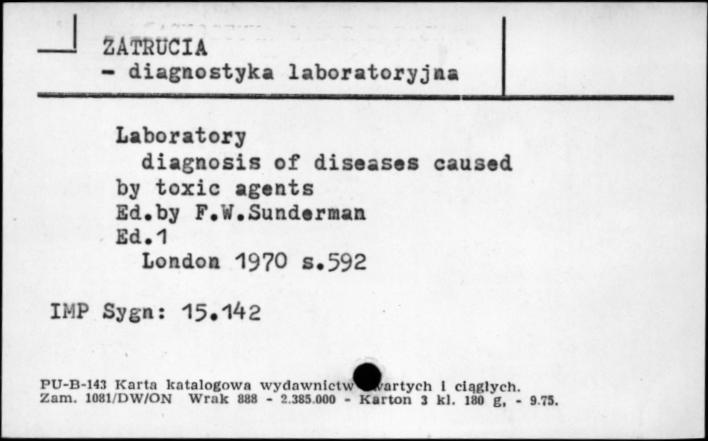 ZATRUCIA
- diagnostyka laboratoryjna
Laboratory
diagnosis of diseases caused
by toxic agents
Ed.by F.W.Sunderman
Ed.1
London 1970 s.592
IMP Sygn: 15.142
PU-B-143 Karta katalogowa wydawnictw wartych i ciągłych.
Zam. 1081/DW/ON Wrak 888 - 2.385.000 - Karton 3 kl. 180 g, - 9.75.